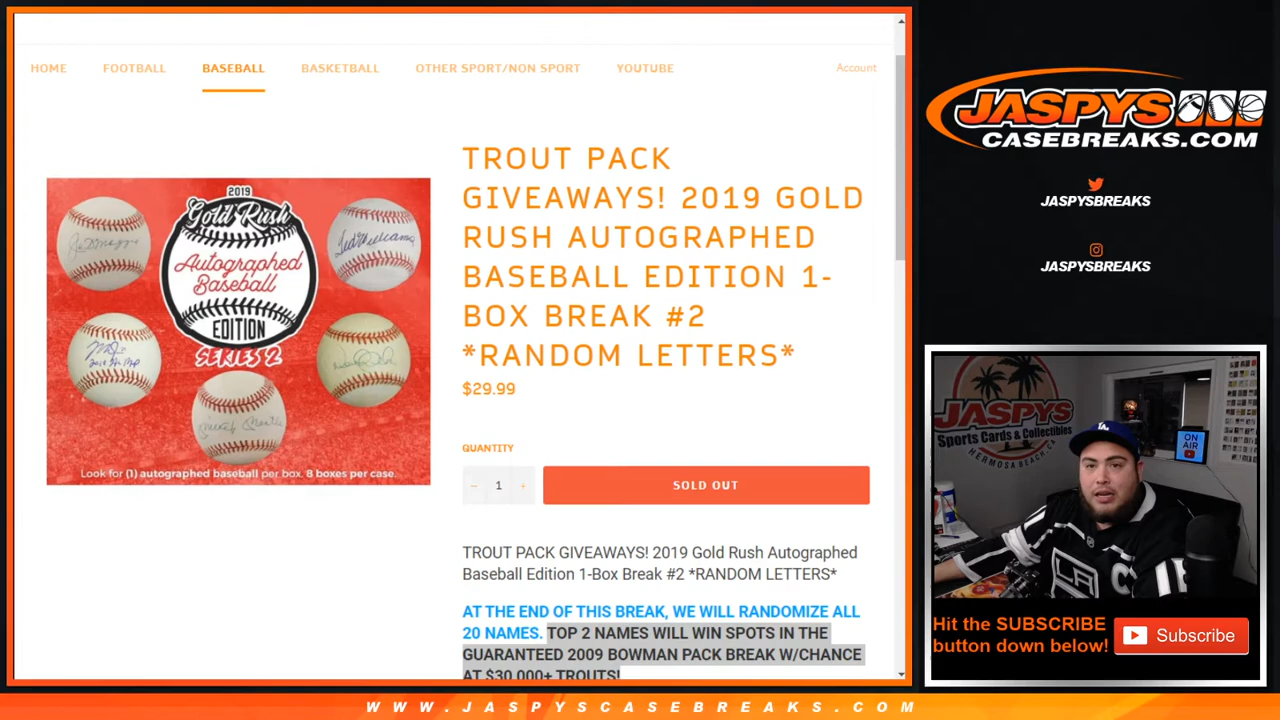 HOME FOOTBALL BASEBALL BASKETBALL OTHER SPORT/NON SPORT YOUTUBE Account
2019
Gold Rush
Autographed
Baseball
EDITION
SERIES 2
Ted Williams
Look for (1) autographed baseball per box. 8 boxes per case.
TROUT PACK
GIVEAWAYS! 2019 GOLD
RUSH AUTOGRAPHED
BASEBALL EDITION 1-
BOX BREAK #2
*RANDOM LETTERS*
$29.99
QUANTITY
− 1 +
SOLD OUT
TROUT PACK GIVEAWAYS! 2019 Gold Rush Autographed
Baseball Edition 1-Box Break #2 *RANDOM LETTERS*
AT THE END OF THIS BREAK, WE WILL RANDOMIZE ALL
20 NAMES. TOP 2 NAMES WILL WIN SPOTS IN THE
GUARANTEED 2009 BOWMAN PACK BREAK W/CHANCE
AT $30,000+ TROUTS!
JASPYS
CASEBREAKS.COM
JASPYSBREAKS
JASPYSBREAKS
JASPYS
Sports Cards & Collectibles
HERMOSA BEACH, CA
LA
ON
AIR
LA
C
Hit the SUBSCRIBE
button down below!
Subscribe
WWW.JASPYSCASEBREAKS.COM